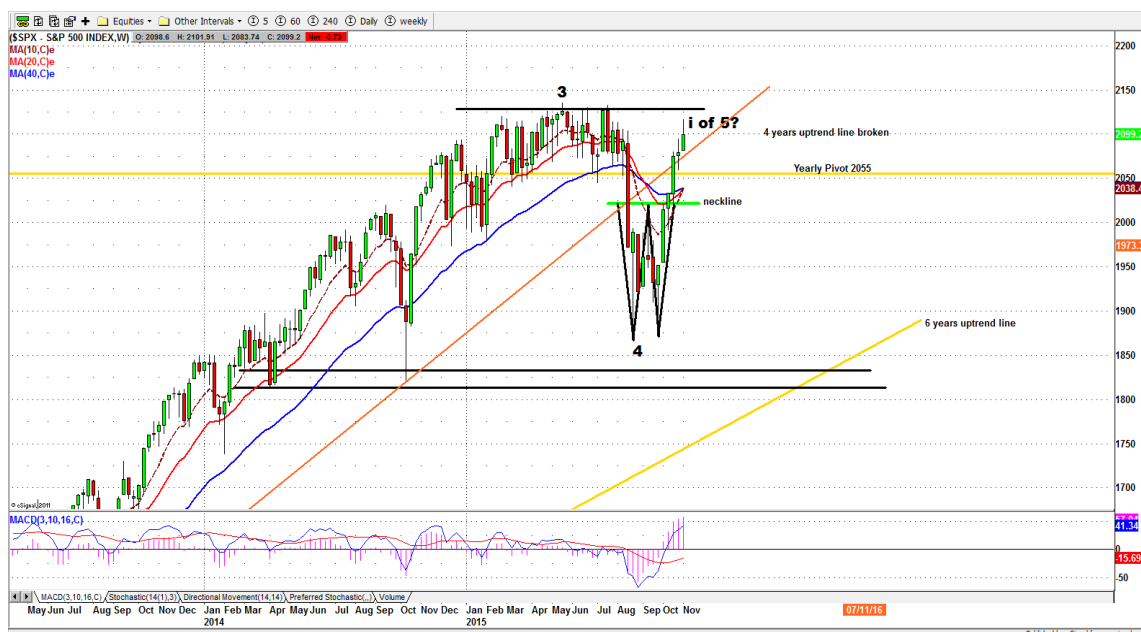 Equities Other Intervals 5 60 240 Daily weekly
($SPX - S&P 500 INDEX,W) O: 2098.6 H: 2101.91 L: 2083.74 C: 2099.2 Net: -0.73
MA(10,C)e
MA(20,C)e
MA(40,C)e
2200
3
2150
i of 5?
4 years uptrend line broken
2099.2
2100
Yearly Pivot 2055
2050
2038.4
neckline
2000
1973.
1950
1900
6 years uptrend line
4
1850
1800
1750
1700
© eSignal, 2011
MACD(3,10,16,C)
41.34
0
-15.69
-50
MACD(3,10,16,C) Stochastic(14(1),3) Directional Movement(14,14) Preferred Stochastic(...) Volume
May Jun Jul Aug Sep Oct Nov Dec Jan Feb Mar Apr May Jun Jul Aug Sep Oct Nov Dec Jan Feb Mar Apr May Jun Jul Aug Sep Oct Nov 07/11/16
2014 2015